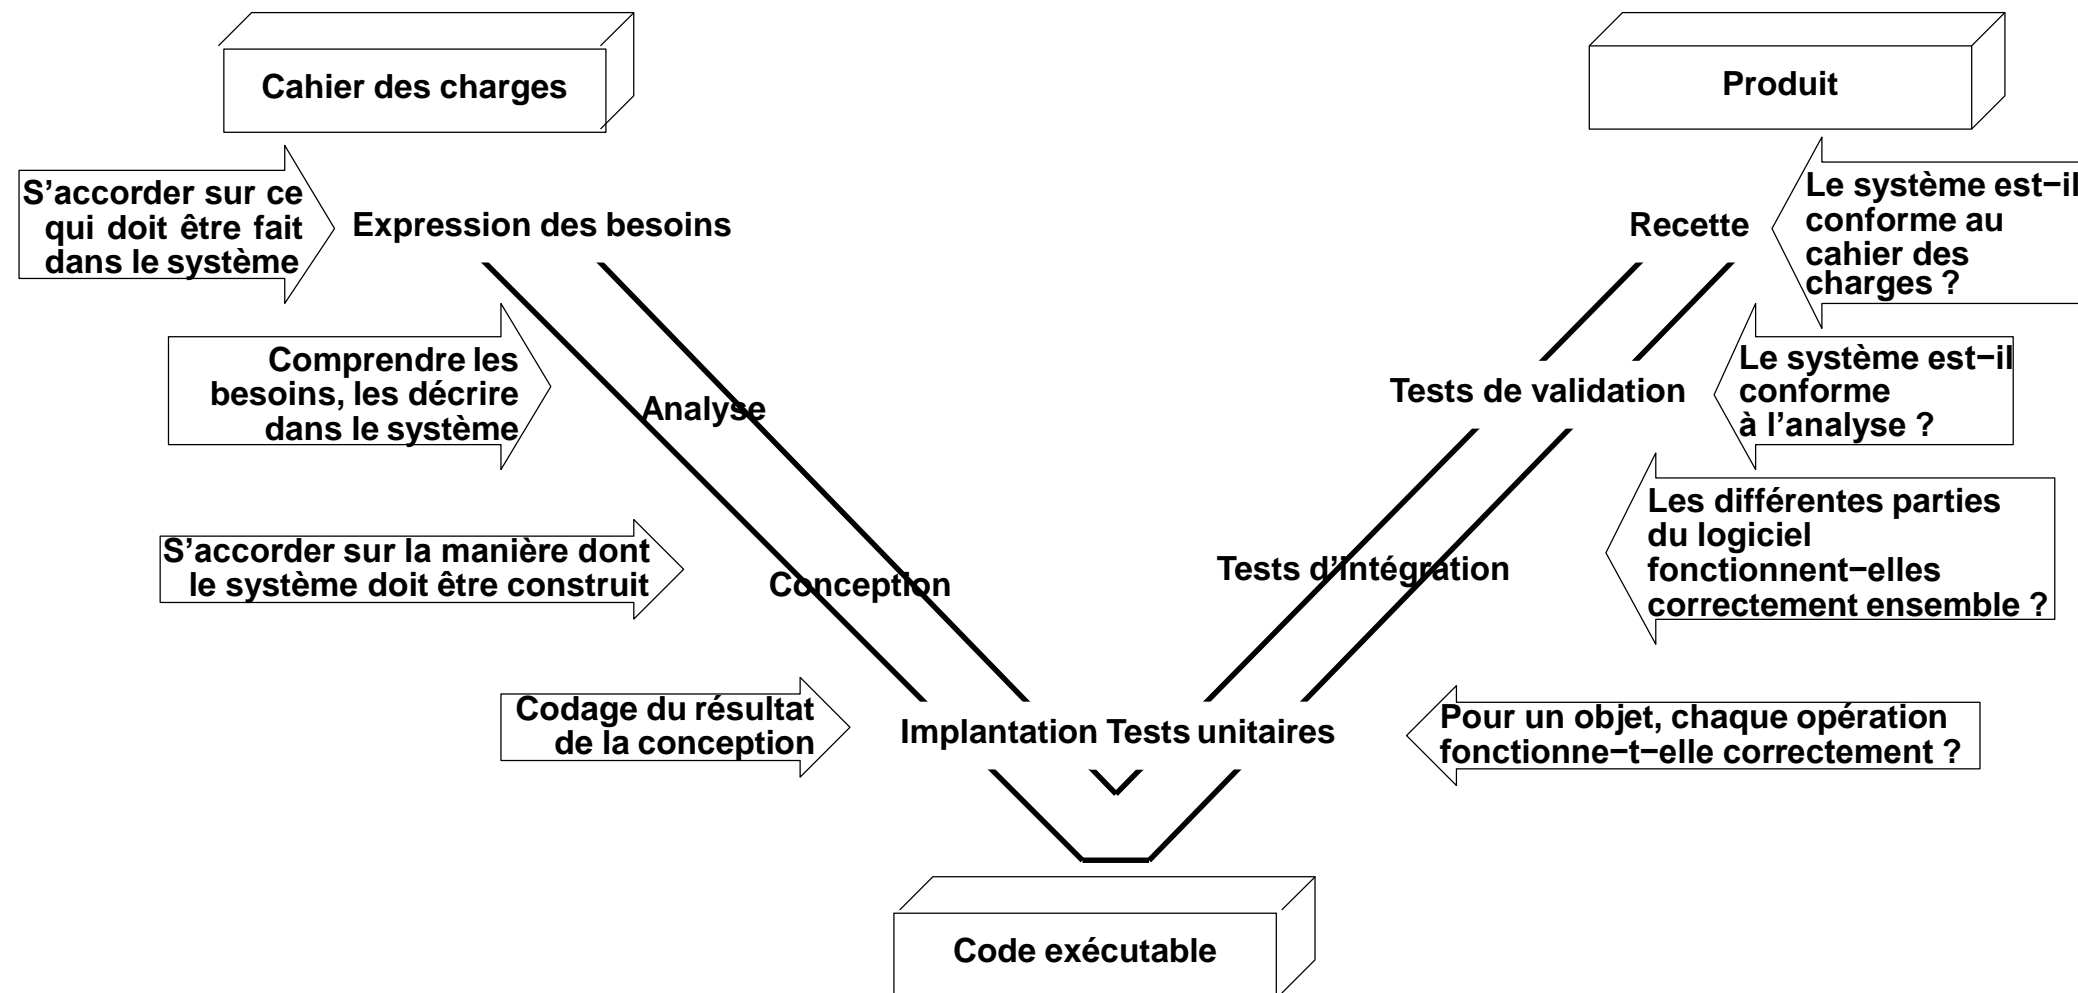 Cahier des charges
Produit
S’accorder sur ce
qui doit être fait
dans le système
Expression des besoins
Recette
Le système est−il
conforme au
cahier des
charges ?
Comprendre les
besoins, les décrire
dans le système
Analyse
Tests de validation
Le système est−il
conforme
à l’analyse ?
S’accorder sur la manière dont
le système doit être construit
Conception
Tests d’intégration
Les différentes parties
du logiciel
fonctionnent−elles
correctement ensemble ?
Codage du résultat
de la conception
Implantation Tests unitaires
Pour un objet, chaque opération
fonctionne−t−elle correctement ?
Code exécutable